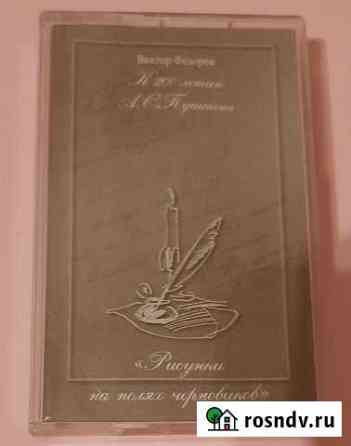 Виктор Федоров
К 200 летию
А.С.Пушкина
«Рисунки
на полях черновиков»
rosndv.ru